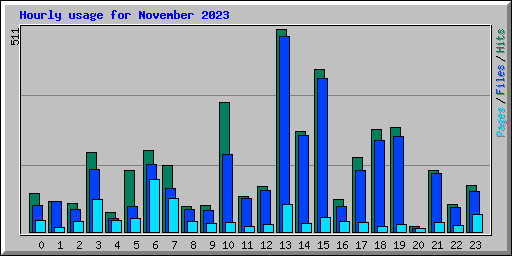 Hourly usage for November 2023
511
Pages/Files/Hits
0 1 2 3 4 5 6 7 8 9 10 11 12 13 14 15 16 17 18 19 20 21 22 23